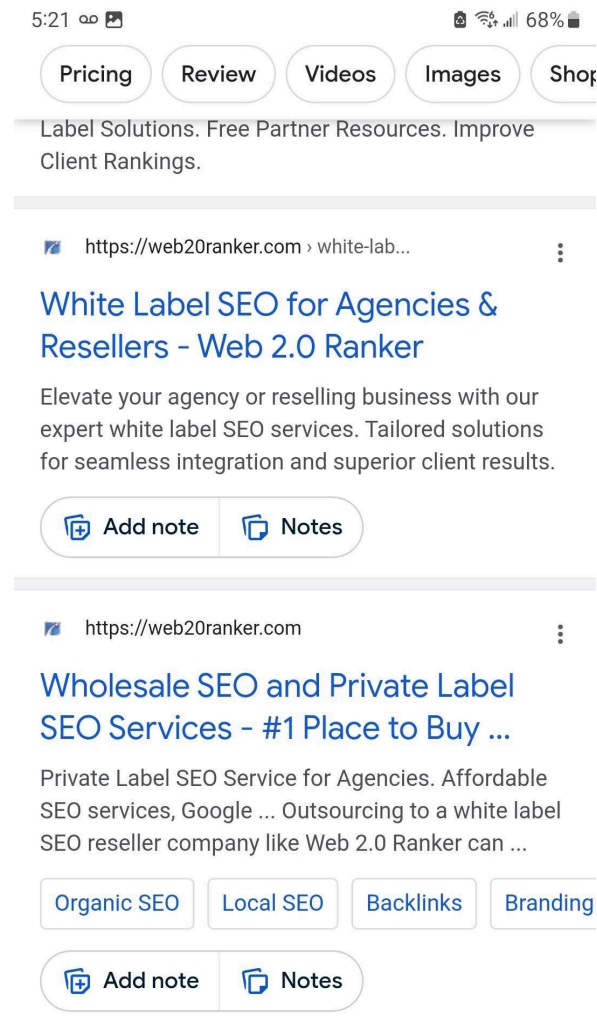 5:21 68%
Pricing Review Videos Images Shop
Label Solutions. Free Partner Resources. Improve
Client Rankings.
https://web20ranker.com › white-lab...
White Label SEO for Agencies &
Resellers - Web 2.0 Ranker
Elevate your agency or reselling business with our
expert white label SEO services. Tailored solutions
for seamless integration and superior client results.
Add note Notes
https://web20ranker.com
Wholesale SEO and Private Label
SEO Services - #1 Place to Buy ...
Private Label SEO Service for Agencies. Affordable
SEO services, Google ... Outsourcing to a white label
SEO reseller company like Web 2.0 Ranker can ...
Organic SEO Local SEO Backlinks Branding
Add note Notes